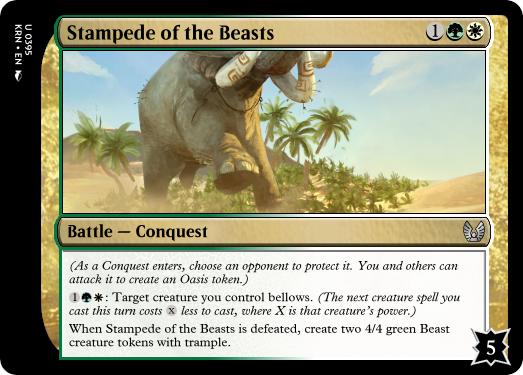 Stampede of the Beasts
1
Battle — Conquest
(As a Conquest enters, choose an opponent to protect it. You and others can
attack it to create an Oasis token.)
1: Target creature you control bellows. (The next creature spell you
cast this turn costs X less to cast, where X is that creature's power.)
When Stampede of the Beasts is defeated, create two 4/4 green Beast
creature tokens with trample.
5
U 0395
KRN • EN